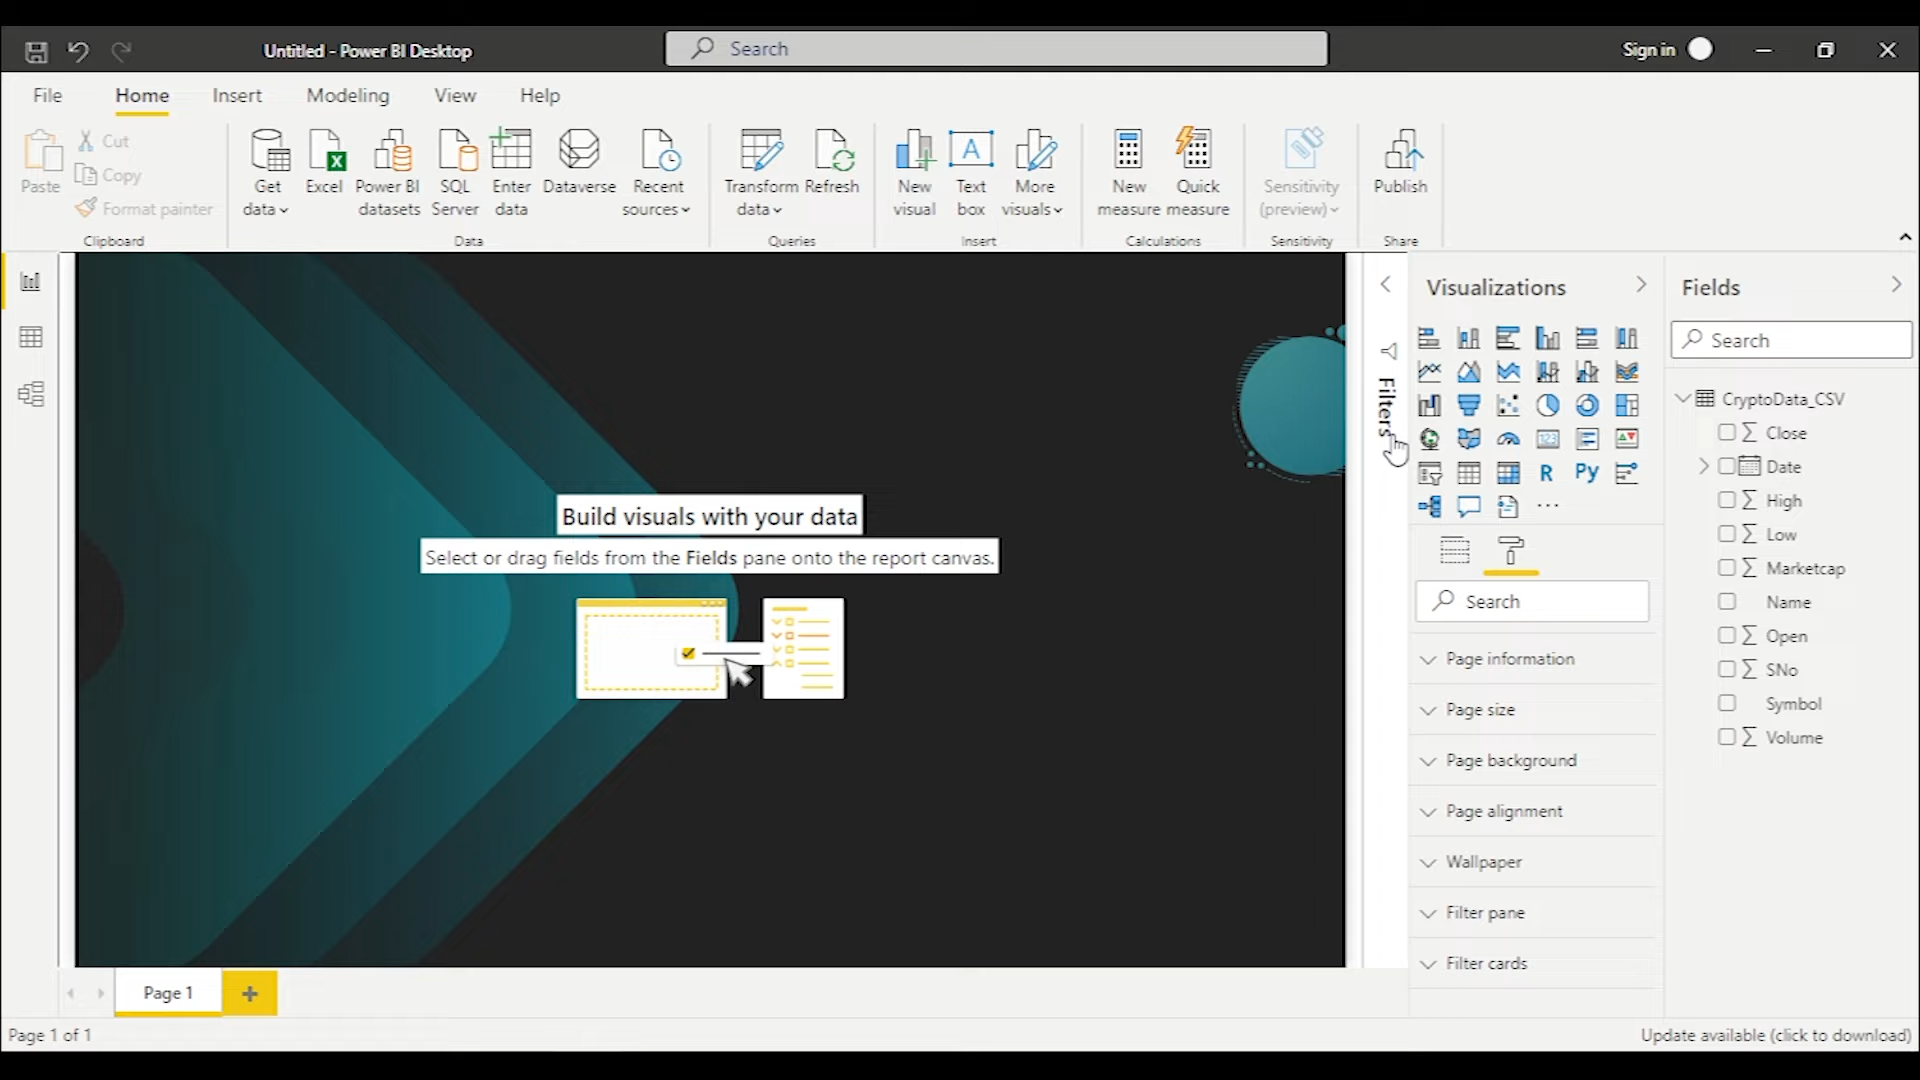 Untitled - Power BI Desktop
Search
Sign in
File
Home
Insert
Modeling
View
Help
Paste
Cut
Copy
Format painter
Clipboard
Get data
Excel
Power BI datasets
SQL Server
Enter data
Dataverse
Recent sources
Data
Transform data
Refresh
Queries
New visual
Text box
More visuals
Insert
New measure
Quick measure
Calculations
Sensitivity (preview)
Sensitivity
Publish
Share
Build visuals with your data
Select or drag fields from the Fields pane onto the report canvas.
Filters
Visualizations
R
Py
123
Search
Page information
Page size
Page background
Page alignment
Wallpaper
Filter pane
Filter cards
Fields
Search
CryptoData_CSV
Close
Date
High
Low
Marketcap
Name
Open
SNo
Symbol
Volume
Page 1
Page 1 of 1
Update available (click to download)